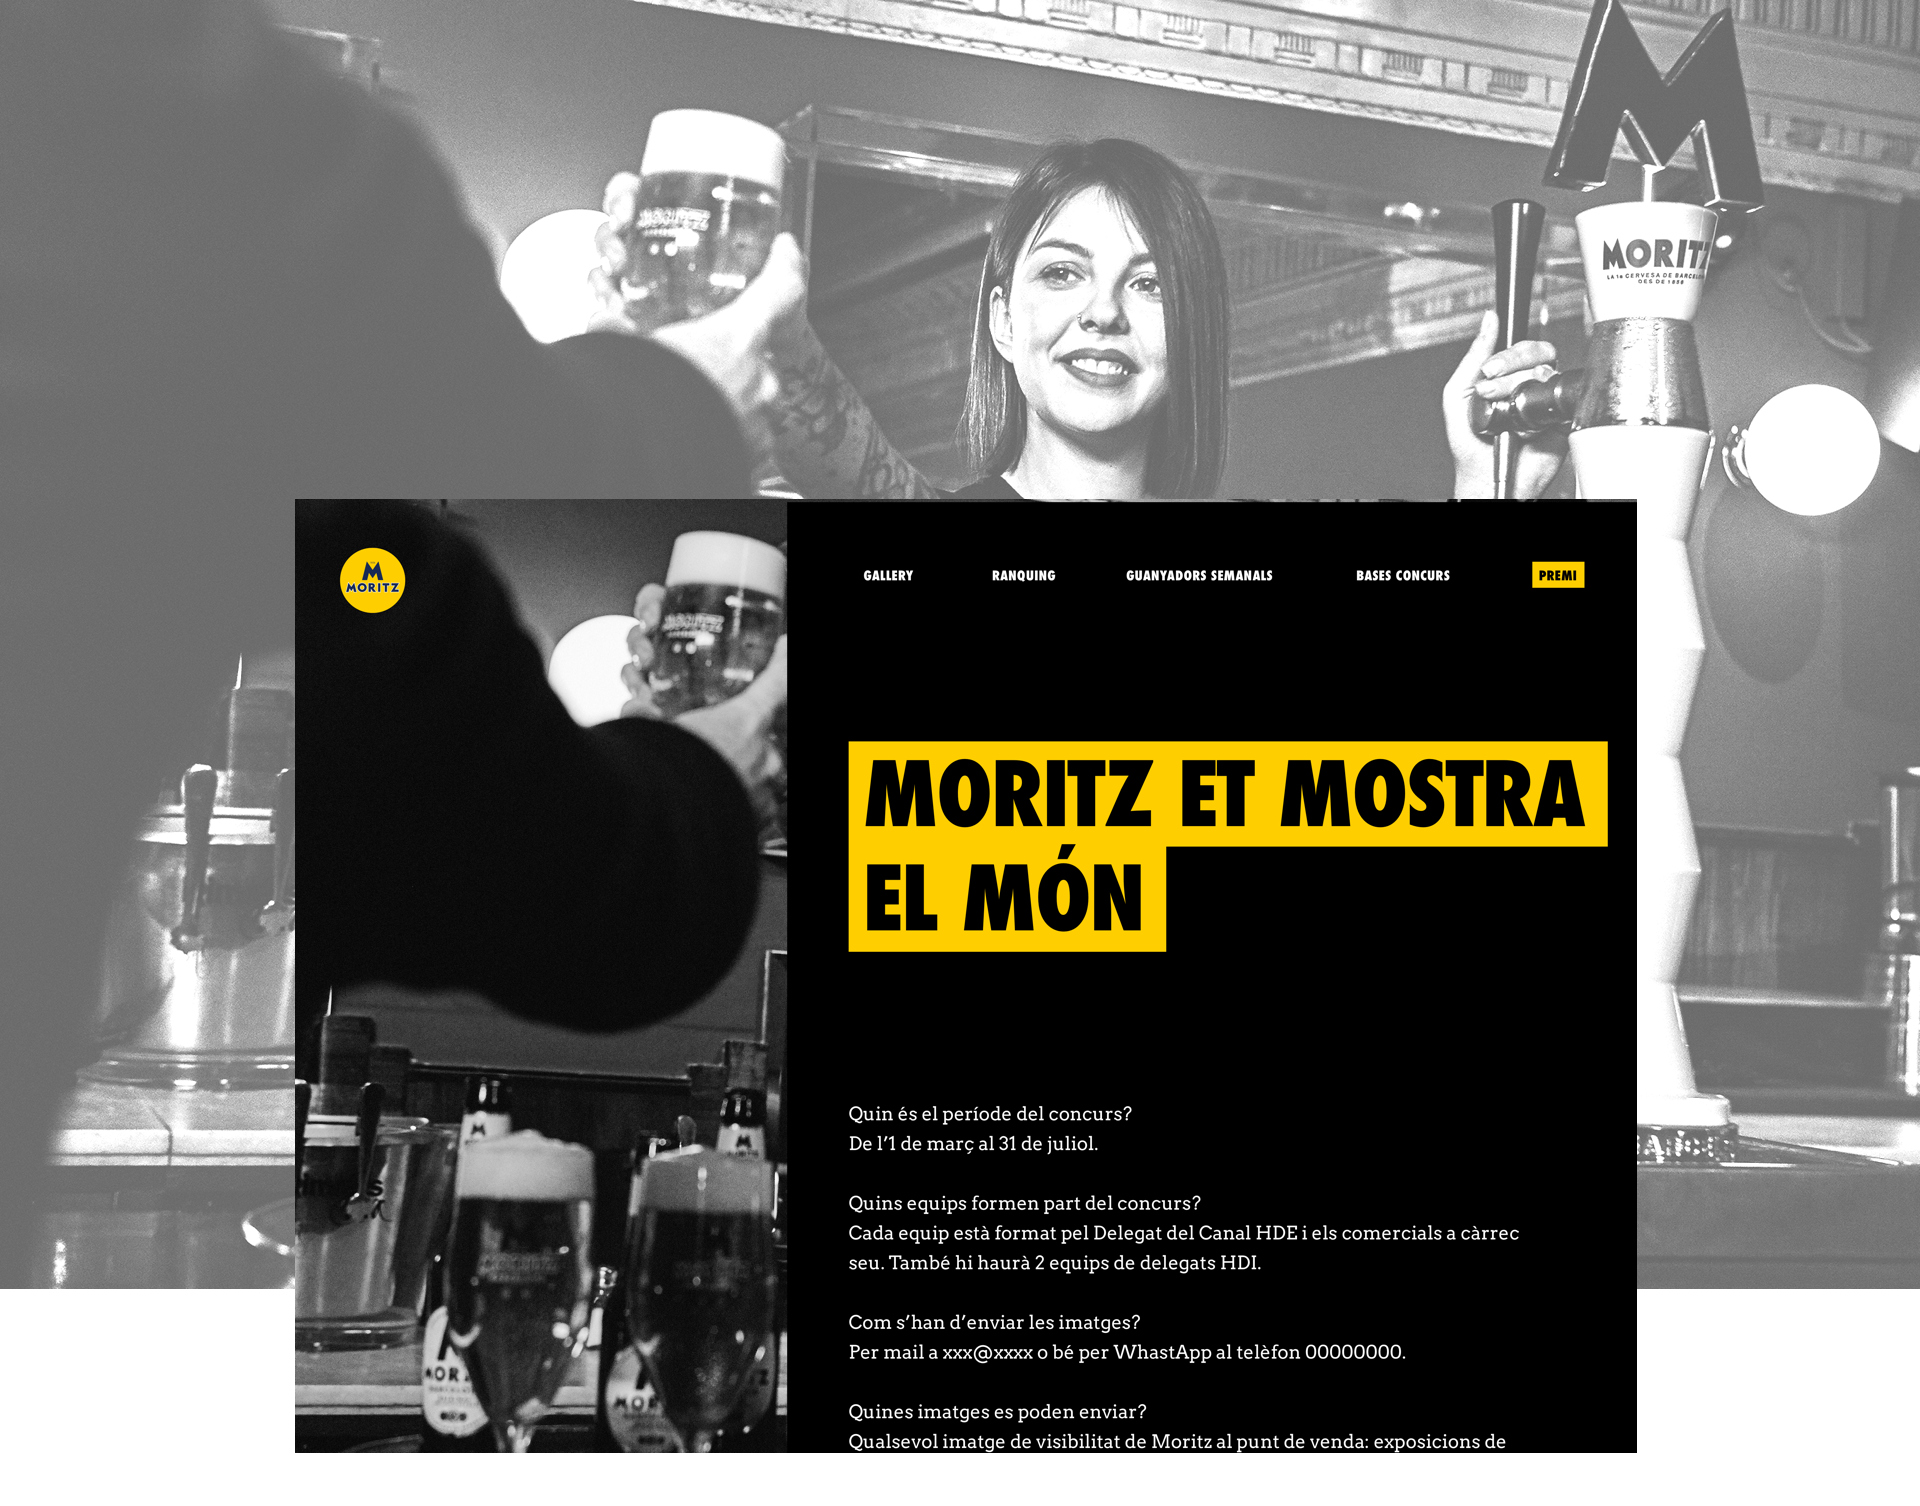 M
MORITZ
LA 1a CERVESA DE BARCELONA
DES DE 1856
M
MORITZ
GALLERY
RANQUING
GUANYADORS SEMANALS
BASES CONCURS
PREMI
MORITZ ET MOSTRA
EL MÓN
Quin és el període del concurs?
De l’1 de març al 31 de juliol.
Quins equips formen part del concurs?
Cada equip està format pel Delegat del Canal HDE i els comercials a càrrec
seu. També hi haurà 2 equips de delegats HDI.
Com s’han d’enviar les imatges?
Per mail a xxx@xxxx o bé per WhastApp al telèfon 00000000.
Quines imatges es poden enviar?
Qualsevol imatge de visibilitat de Moritz al punt de venda: exposicions de